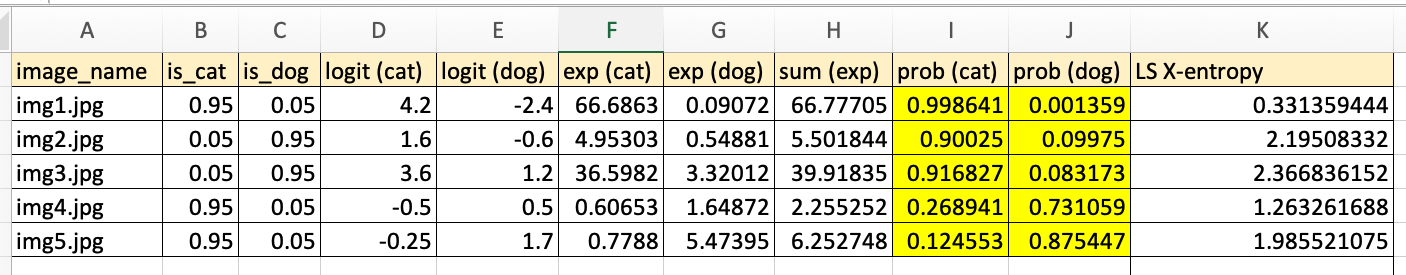 A B C D E F G H I J K
image_name is_cat is_dog logit (cat) logit (dog) exp (cat) exp (dog) sum (exp) prob (cat) prob (dog) LS X-entropy
img1.jpg 0.95 0.05 4.2 -2.4 66.6863 0.09072 66.77705 0.998641 0.001359 0.331359444
img2.jpg 0.05 0.95 1.6 -0.6 4.95303 0.54881 5.501844 0.90025 0.09975 2.19508332
img3.jpg 0.05 0.95 3.6 1.2 36.5982 3.32012 39.91835 0.916827 0.083173 2.366836152
img4.jpg 0.95 0.05 -0.5 0.5 0.60653 1.64872 2.255252 0.268941 0.731059 1.263261688
img5.jpg 0.95 0.05 -0.25 1.7 0.7788 5.47395 6.252748 0.124553 0.875447 1.985521075